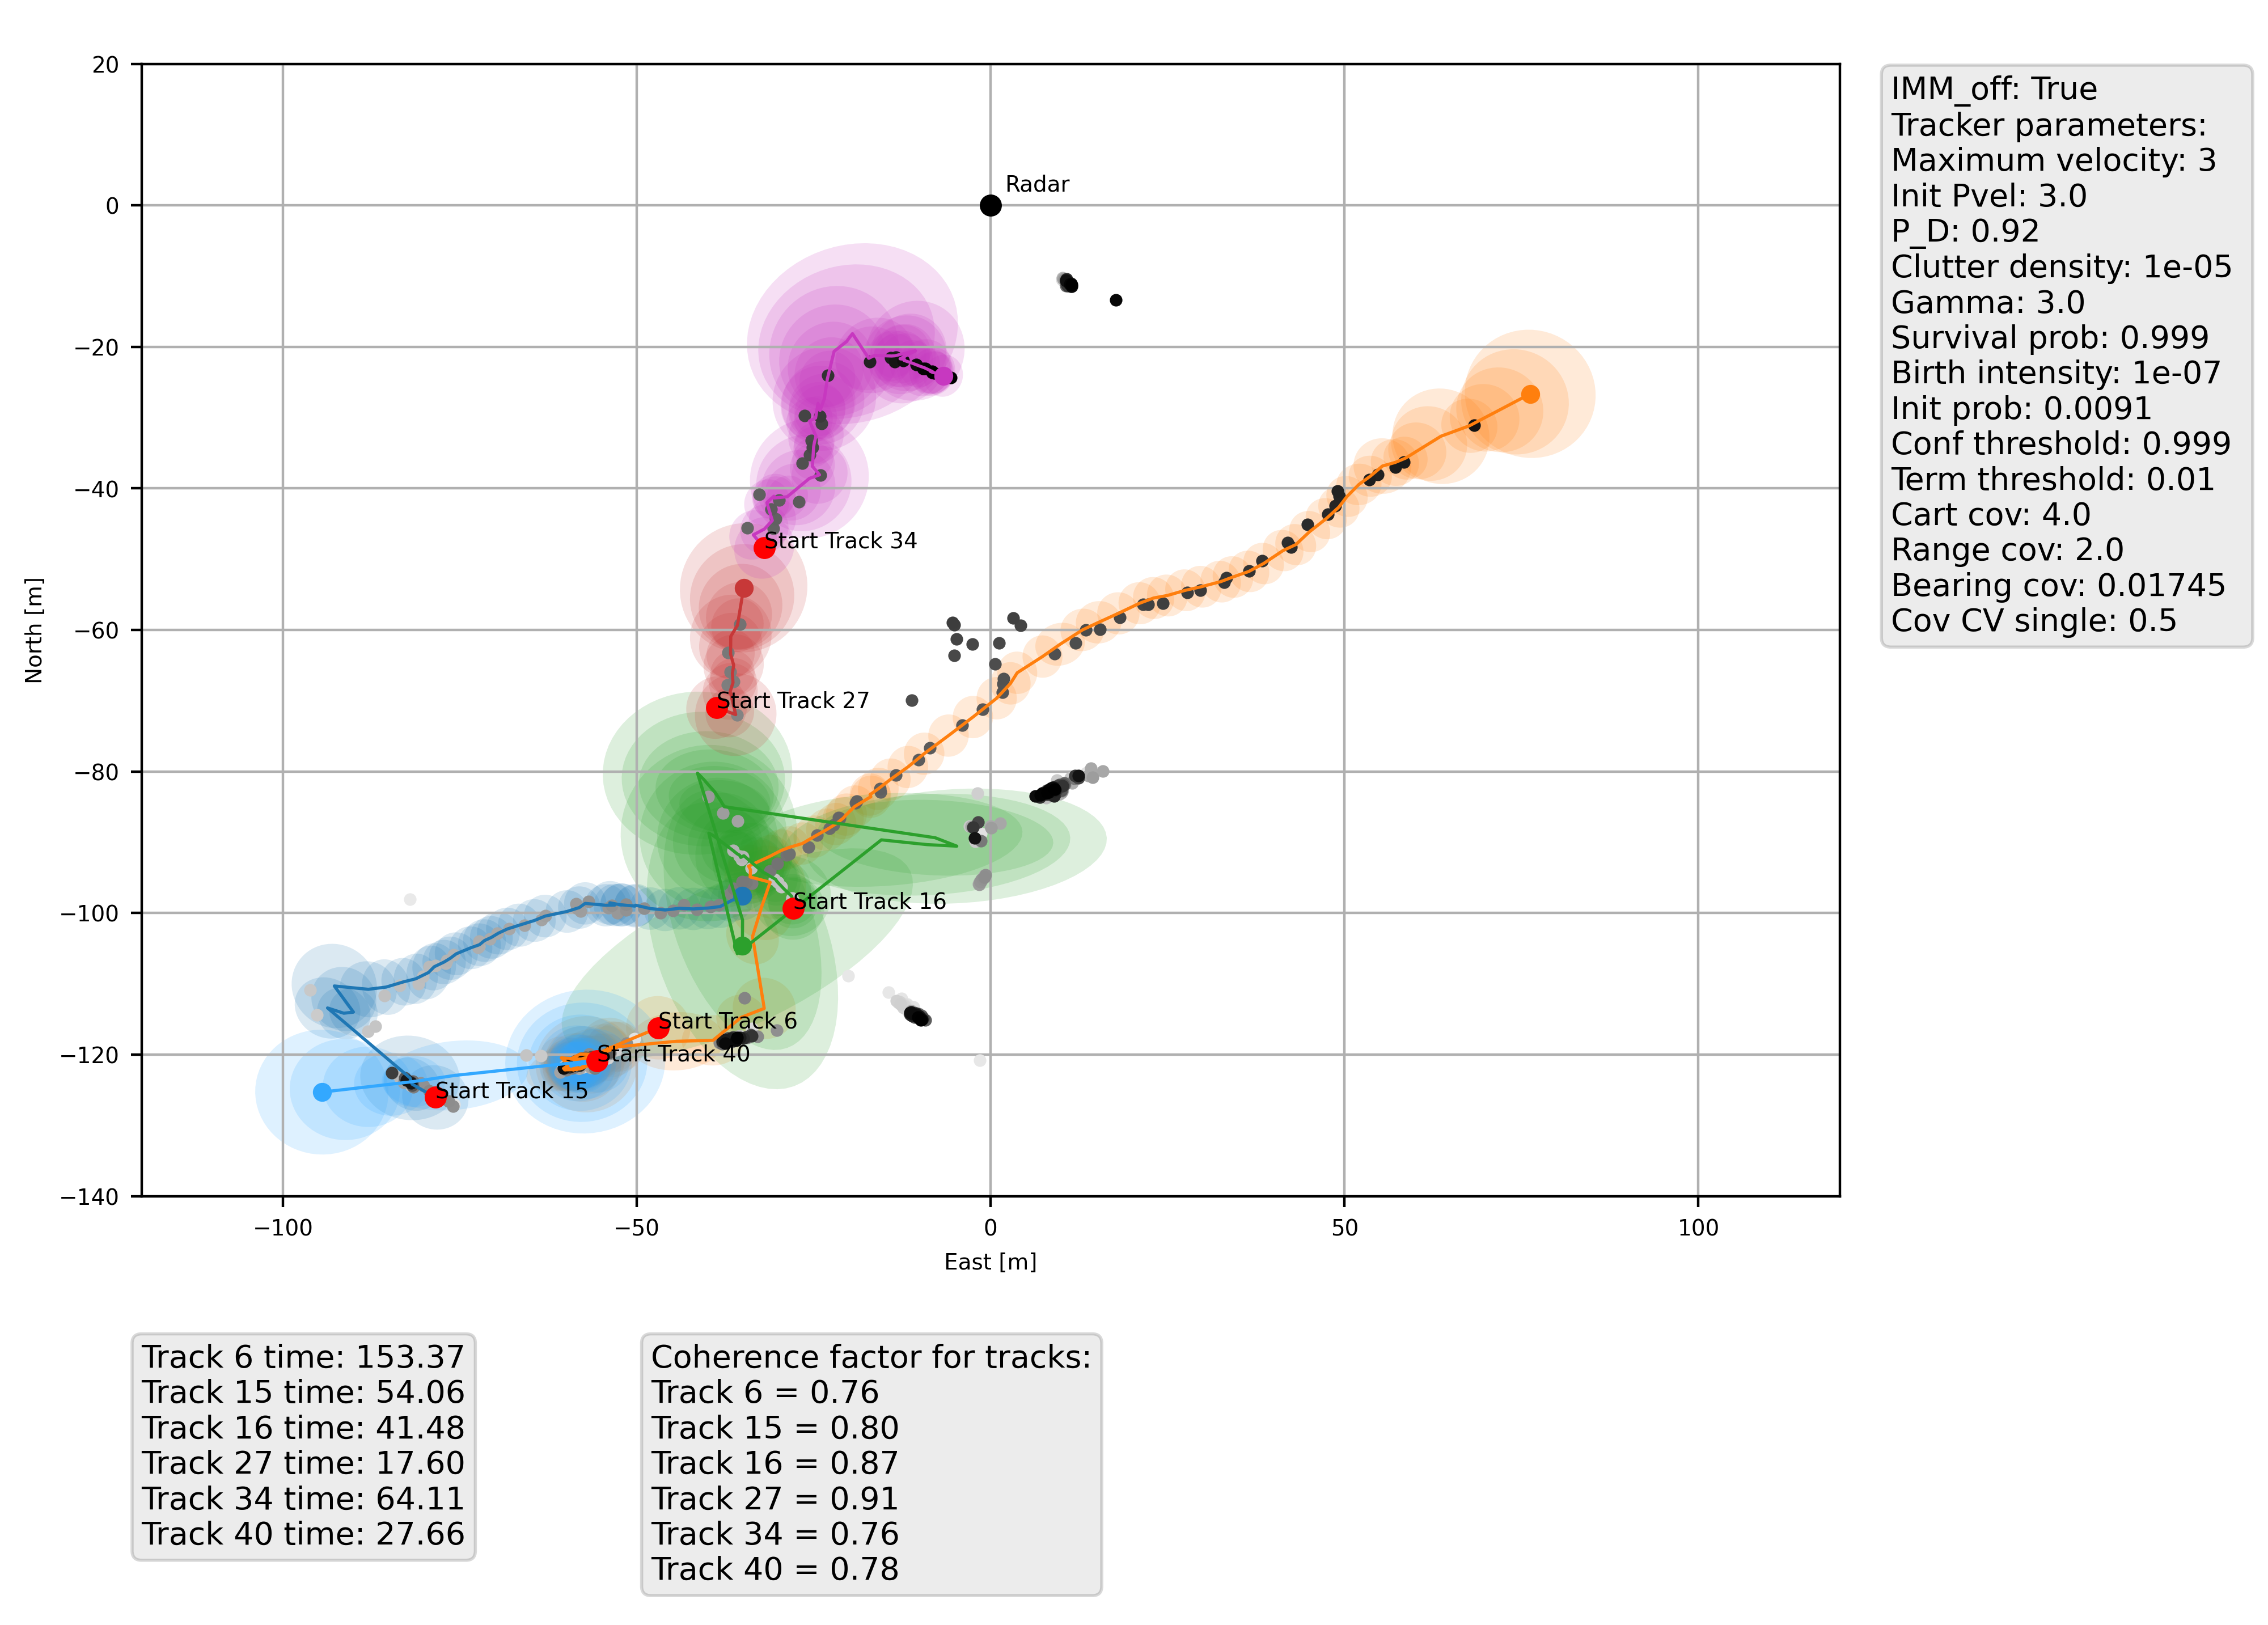 20
0
−20
−40
−60
−80
−100
−120
−140
North [m]
Radar
Start Track 34
Start Track 27
Start Track 16
Start Track 6
Start Track 40
Start Track 15
−100
−50
0
50
100
East [m]
IMM_off: True
Tracker parameters:
Maximum velocity: 3
Init Pvel: 3.0
P_D: 0.92
Clutter density: 1e-05
Gamma: 3.0
Survival prob: 0.999
Birth intensity: 1e-07
Init prob: 0.0091
Conf threshold: 0.999
Term threshold: 0.01
Cart cov: 4.0
Range cov: 2.0
Bearing cov: 0.01745
Cov CV single: 0.5
Track 6 time: 153.37
Track 15 time: 54.06
Track 16 time: 41.48
Track 27 time: 17.60
Track 34 time: 64.11
Track 40 time: 27.66
Coherence factor for tracks:
Track 6 = 0.76
Track 15 = 0.80
Track 16 = 0.87
Track 27 = 0.91
Track 34 = 0.76
Track 40 = 0.78